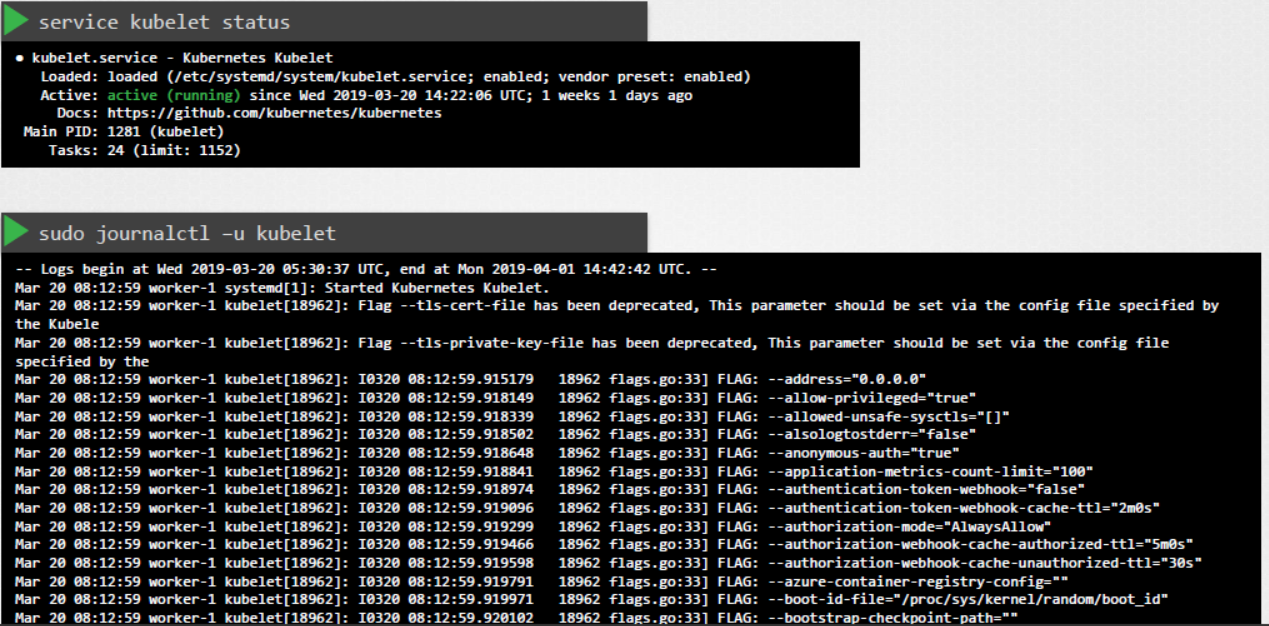 service kubelet status
● kubelet.service - Kubernetes Kubelet
Loaded: loaded (/etc/systemd/system/kubelet.service; enabled; vendor preset: enabled)
Active: active (running) since Wed 2019-03-20 14:22:06 UTC; 1 weeks 1 days ago
Docs: https://github.com/kubernetes/kubernetes
Main PID: 1281 (kubelet)
Tasks: 24 (limit: 1152)
sudo journalctl –u kubelet
-- Logs begin at Wed 2019-03-20 05:30:37 UTC, end at Mon 2019-04-01 14:42:42 UTC. --
Mar 20 08:12:59 worker-1 systemd[1]: Started Kubernetes Kubelet.
Mar 20 08:12:59 worker-1 kubelet[18962]: Flag --tls-cert-file has been deprecated, This parameter should be set via the config file specified by
the Kubele
Mar 20 08:12:59 worker-1 kubelet[18962]: Flag --tls-private-key-file has been deprecated, This parameter should be set via the config file
specified by the
Mar 20 08:12:59 worker-1 kubelet[18962]: I0320 08:12:59.915179 18962 flags.go:33] FLAG: --address="0.0.0.0"
Mar 20 08:12:59 worker-1 kubelet[18962]: I0320 08:12:59.918149 18962 flags.go:33] FLAG: --allow-privileged="true"
Mar 20 08:12:59 worker-1 kubelet[18962]: I0320 08:12:59.918339 18962 flags.go:33] FLAG: --allowed-unsafe-sysctls="[]"
Mar 20 08:12:59 worker-1 kubelet[18962]: I0320 08:12:59.918502 18962 flags.go:33] FLAG: --alsologtostderr="false"
Mar 20 08:12:59 worker-1 kubelet[18962]: I0320 08:12:59.918648 18962 flags.go:33] FLAG: --anonymous-auth="true"
Mar 20 08:12:59 worker-1 kubelet[18962]: I0320 08:12:59.918841 18962 flags.go:33] FLAG: --application-metrics-count-limit="100"
Mar 20 08:12:59 worker-1 kubelet[18962]: I0320 08:12:59.918974 18962 flags.go:33] FLAG: --authentication-token-webhook="false"
Mar 20 08:12:59 worker-1 kubelet[18962]: I0320 08:12:59.919096 18962 flags.go:33] FLAG: --authentication-token-webhook-cache-ttl="2m0s"
Mar 20 08:12:59 worker-1 kubelet[18962]: I0320 08:12:59.919299 18962 flags.go:33] FLAG: --authorization-mode="AlwaysAllow"
Mar 20 08:12:59 worker-1 kubelet[18962]: I0320 08:12:59.919466 18962 flags.go:33] FLAG: --authorization-webhook-cache-authorized-ttl="5m0s"
Mar 20 08:12:59 worker-1 kubelet[18962]: I0320 08:12:59.919598 18962 flags.go:33] FLAG: --authorization-webhook-cache-unauthorized-ttl="30s"
Mar 20 08:12:59 worker-1 kubelet[18962]: I0320 08:12:59.919791 18962 flags.go:33] FLAG: --azure-container-registry-config=""
Mar 20 08:12:59 worker-1 kubelet[18962]: I0320 08:12:59.919971 18962 flags.go:33] FLAG: --boot-id-file="/proc/sys/kernel/random/boot_id"
Mar 20 08:12:59 worker-1 kubelet[18962]: I0320 08:12:59.920102 18962 flags.go:33] FLAG: --bootstrap-checkpoint-path=""